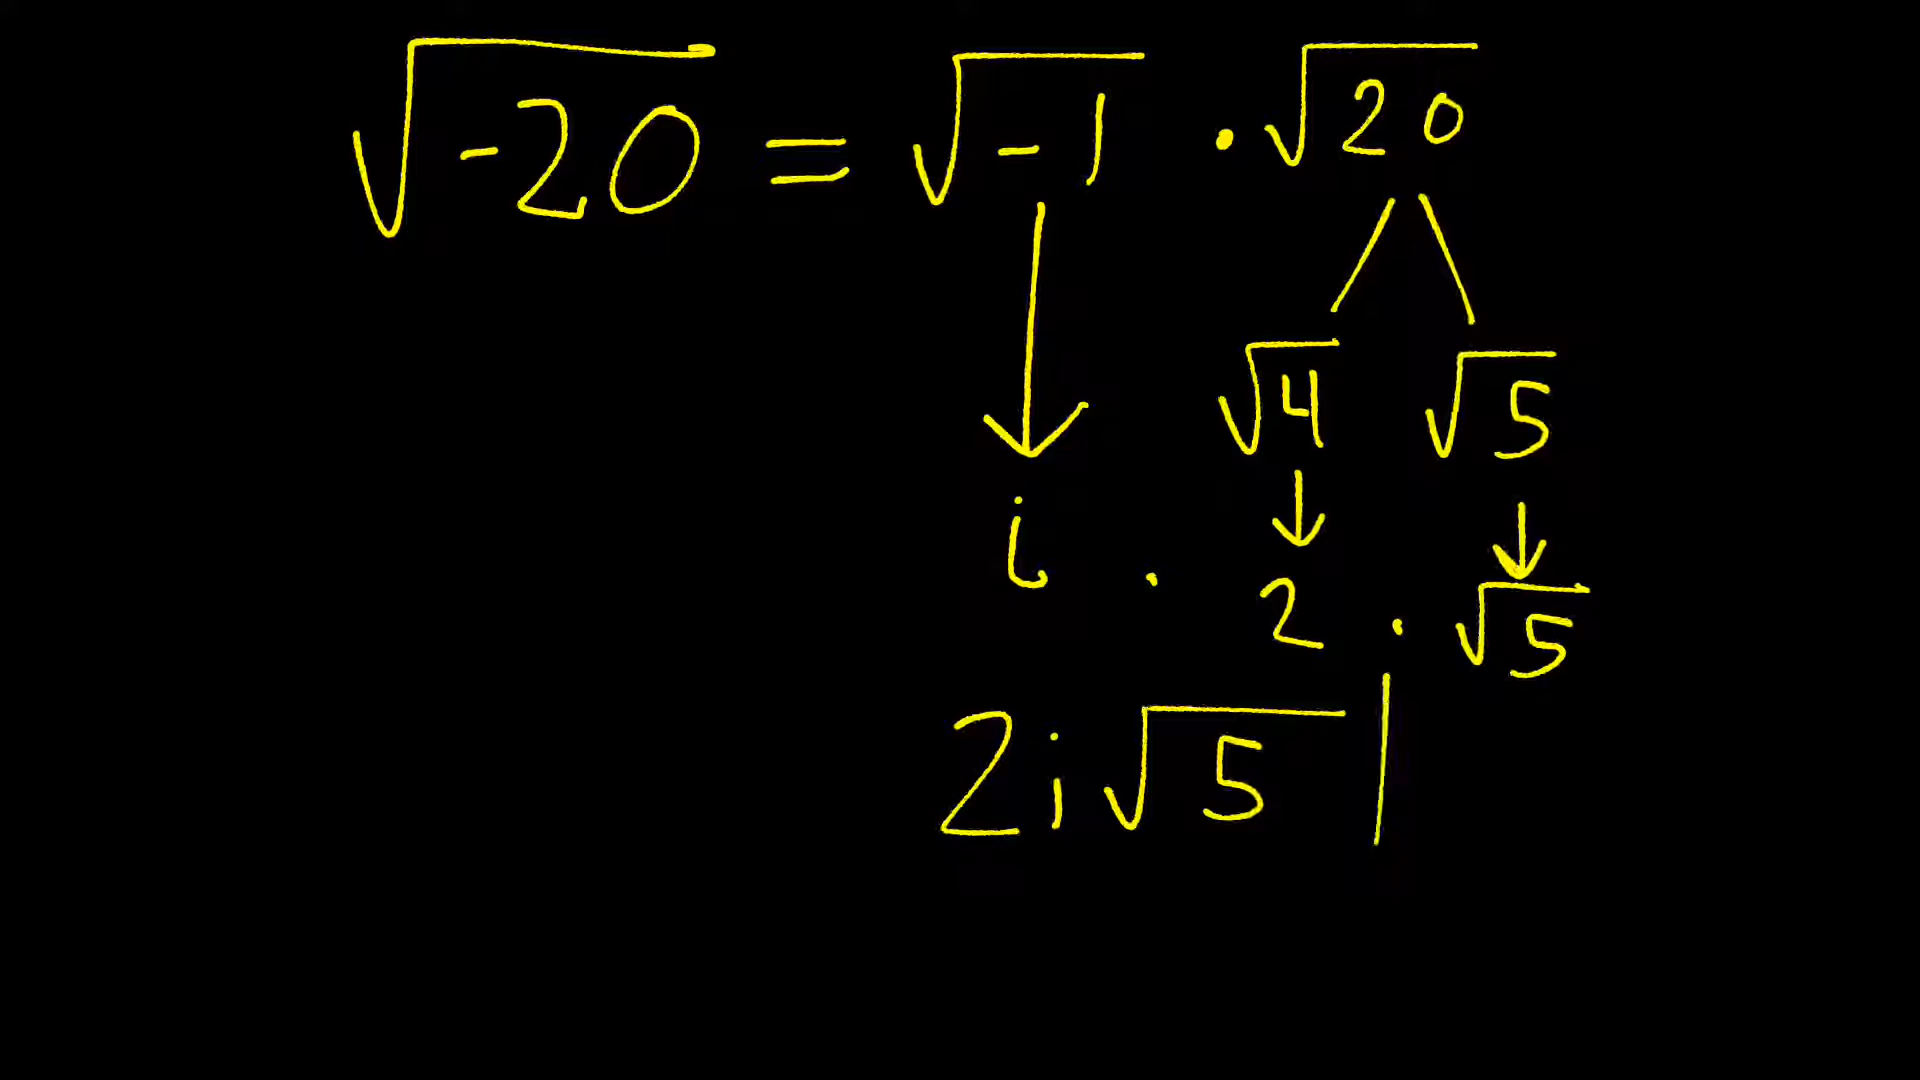 √-20 = √-1 · √20
√4 √5
i · 2 · √5
2i√5 |